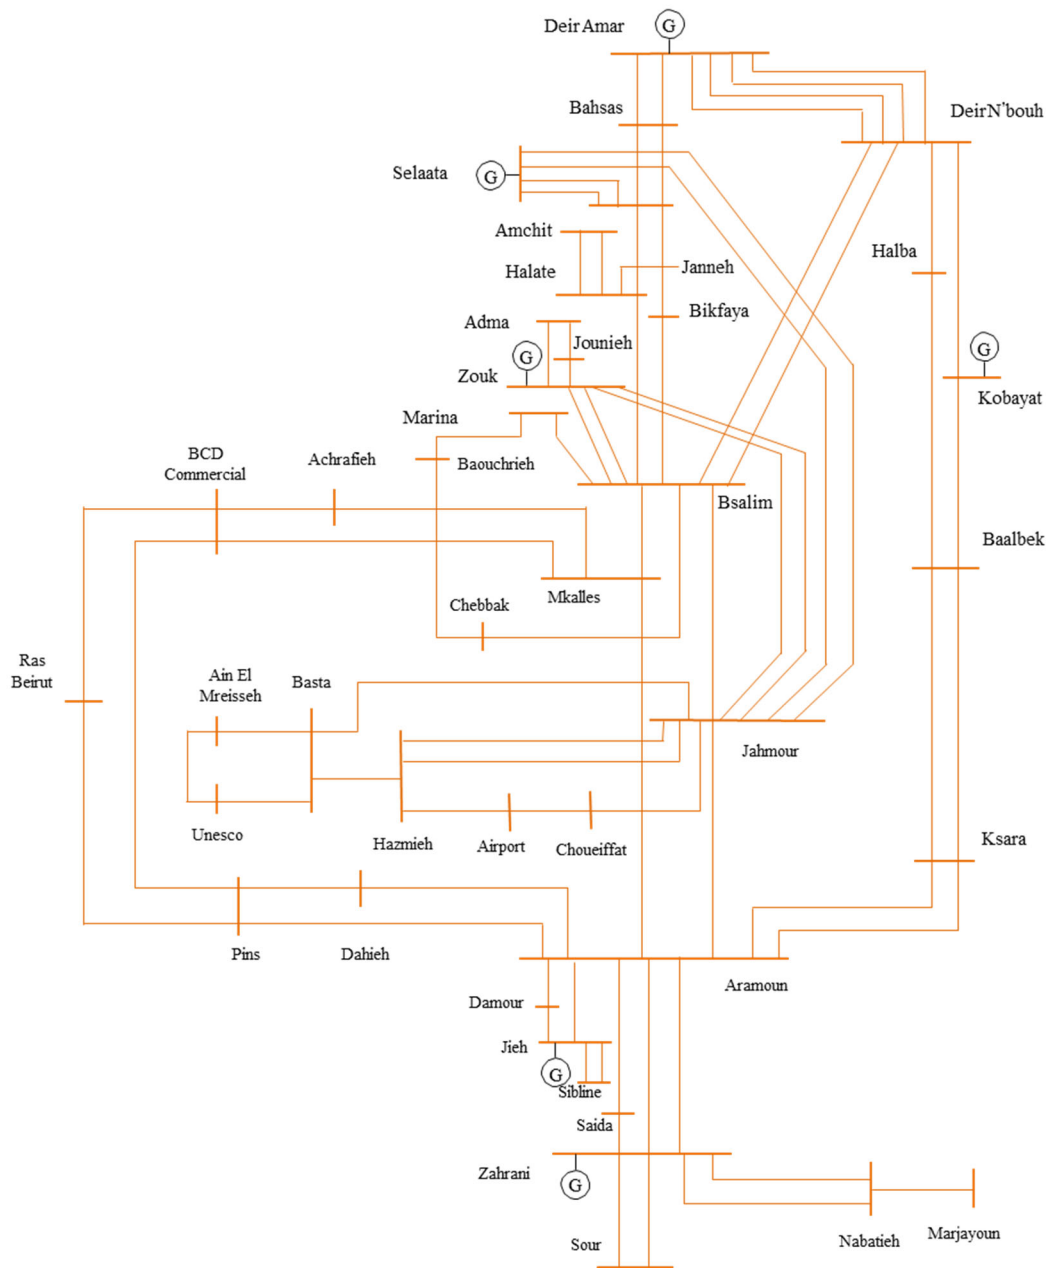 Deir Amar
G
Bahsas
Deir N'bouh
Selaata
G
Amchit
Halate
Janneh
Halba
Bikfaya
Adma
Jounieh
G
Zouk
G
Kobayat
Marina
BCD
Commercial
Achrafieh
Baouchrieh
Bsalim
Baalbek
Mkalles
Chebbak
Ras
Beirut
Ain El
Mreisseh
Basta
Jahmour
Unesco
Hazmieh
Airport
Choueiffat
Ksara
Pins
Dahieh
Aramoun
Damour
Jieh
G
Sibline
Saida
Zahrani
G
Sour
Nabatieh
Marjayoun